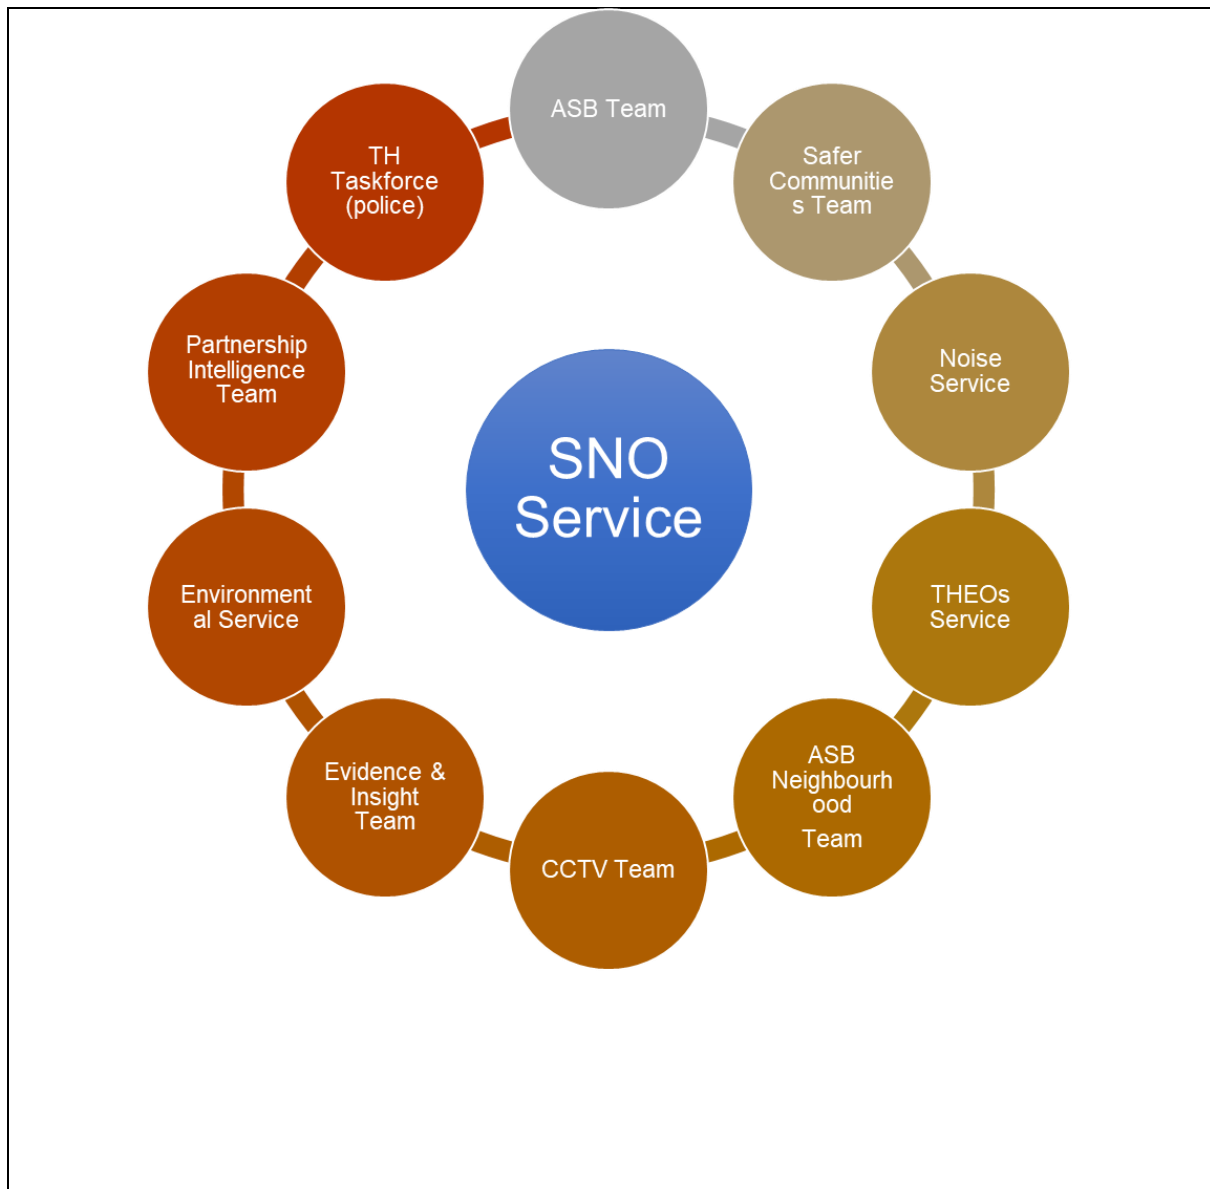 ASB Team
Safer
Communitie
s Team
Noise
Service
THEOs
Service
ASB
Neighbourh
ood
Team
CCTV Team
Evidence &
Insight
Team
Environment
al Service
Partnership
Intelligence
Team
TH
Taskforce
(police)
SNO
Service